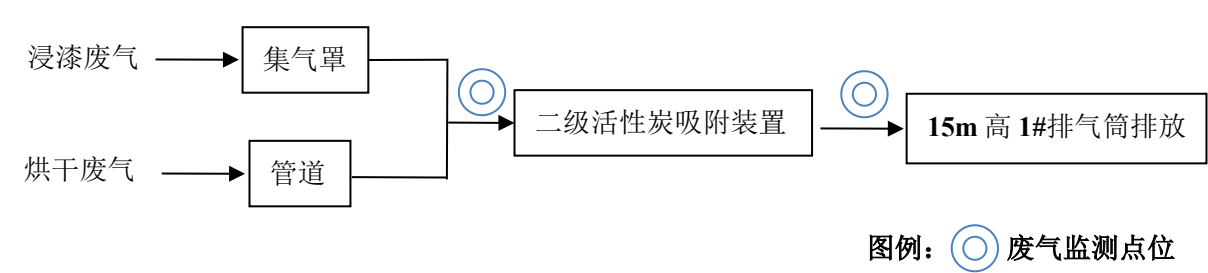 浸漆废气
集气罩
二级活性炭吸附装置
15m 高 1#排气筒排放
烘干废气
管道
图例：
废气监测点位